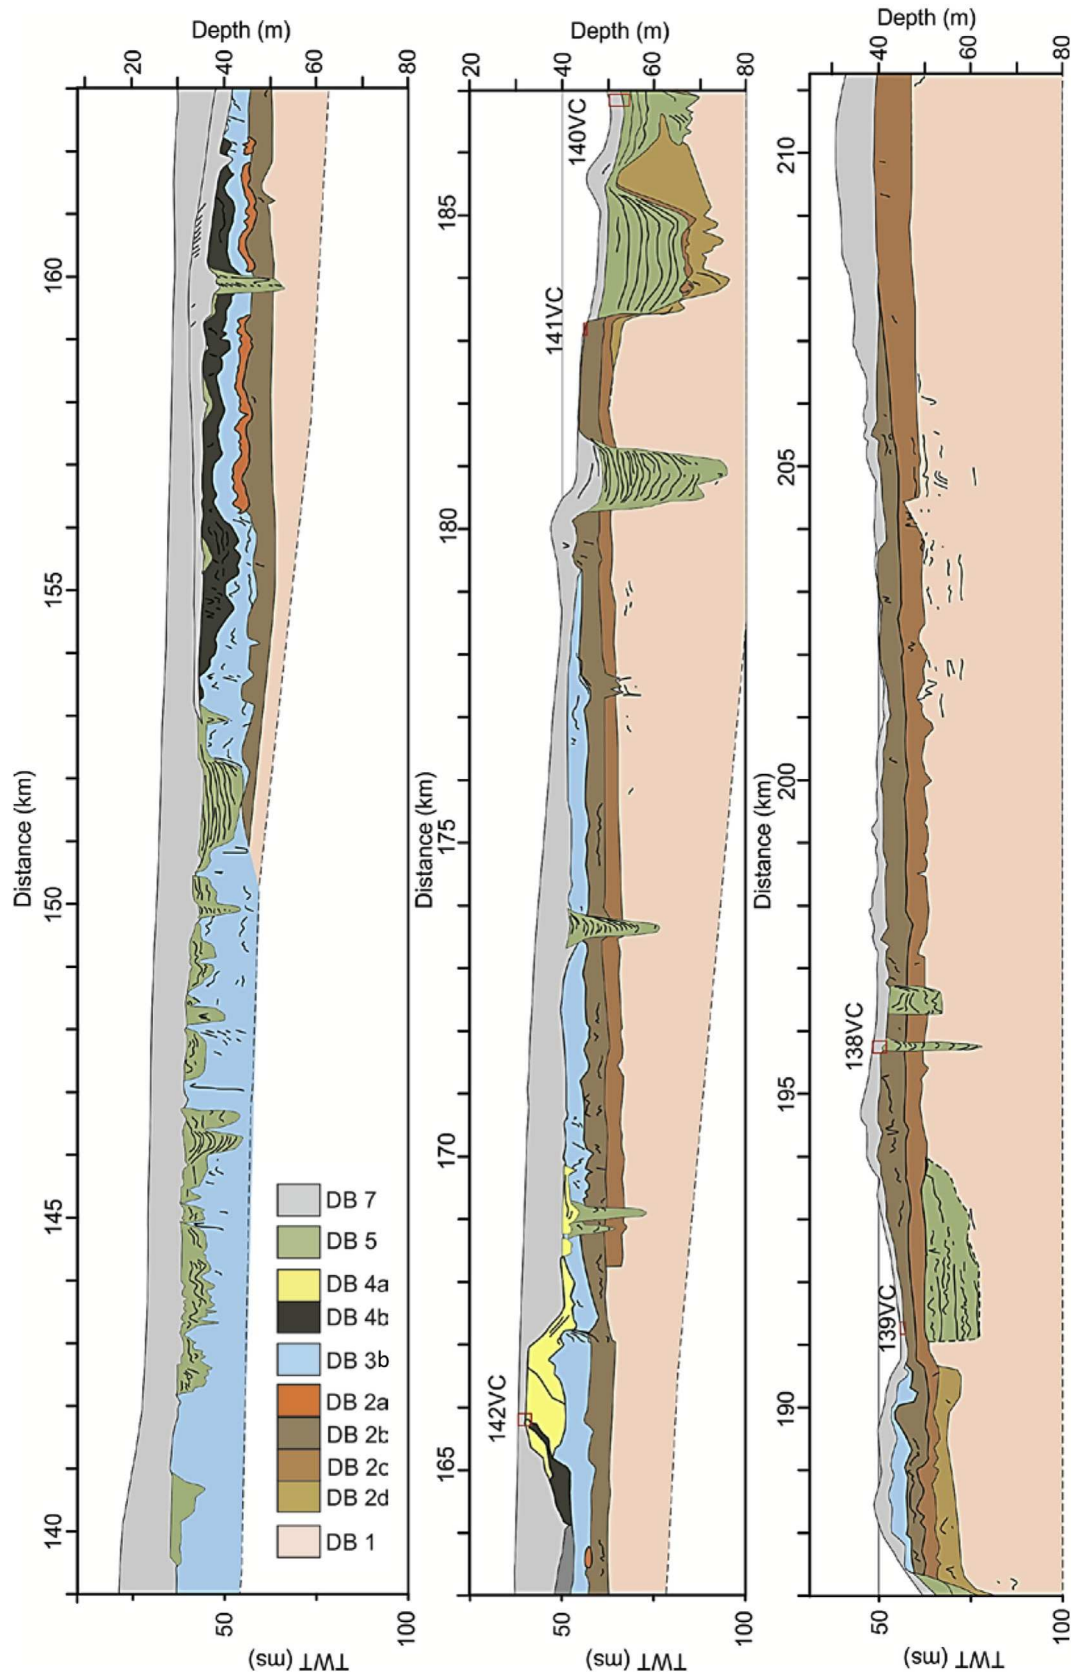 Depth (m)
20
40
60
80
Depth (m)
20
40
60
80
Depth (m)
40
60
80
Distance (km)
160
155
150
145
140
Distance (km)
185
180
175
170
165
Distance (km)
210
205
200
195
190
140VC
141VC
142VC
138VC
139VC
DB 7
DB 5
DB 4a
DB 4b
DB 3b
DB 2a
DB 2b
DB 2c
DB 2d
DB 1
50
100
TWT (ms)
50
100
TWT (ms)
50
100
TWT (ms)